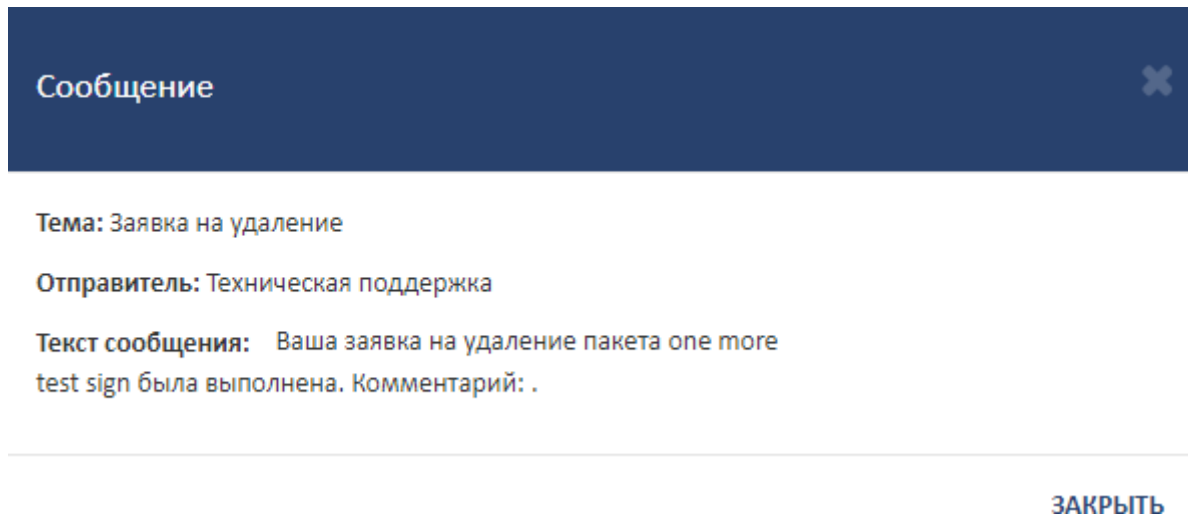 Сообщение
Тема: Заявка на удаление
Отправитель: Техническая поддержка
Текст сообщения: Ваша заявка на удаление пакета one more
test sign была выполнена. Комментарий: .
ЗАКРЫТЬ